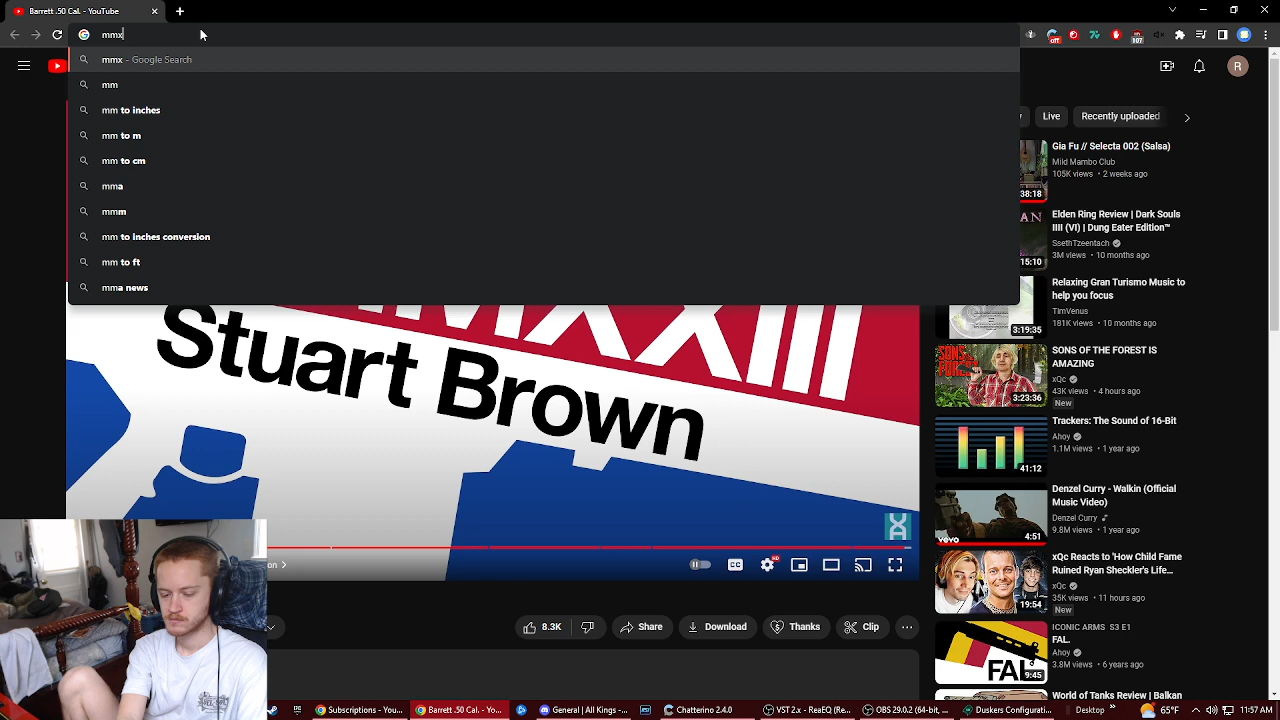 Barrett .50 Cal. - YouTube
mmx
mmx - Google Search
mm
mm to inches
mm to m
mm to cm
mma
mmm
mm to inches conversion
mm to ft
mma news
off
107
R
Live
Recently uploaded
Gia Fu // Selecta 002 (Salsa)
Mild Mambo Club
105K views • 2 weeks ago
38:18
Elden Ring Review | Dark Souls
IIII (VI) | Dung Eater Edition™
SsethTzeentach
3M views • 10 months ago
15:10
Relaxing Gran Turismo Music to
help you focus
TimVenus
181K views • 10 months ago
3:19:35
SONS OF THE FOREST IS
AMAZING
xQc
43K views • 4 hours ago
New
3:23:36
Trackers: The Sound of 16-Bit
Ahoy
1.1M views • 1 year ago
41:12
Denzel Curry - Walkin (Official
Music Video)
Denzel Curry
9.8M views • 1 year ago
vevo
4:51
xQc Reacts to 'How Child Fame
Ruined Ryan Sheckler's Life...
xQc
35K views • 11 hours ago
New
19:54
ICONIC ARMS S3 E1
FAL.
Ahoy
3.8M views • 6 years ago
FAL
9:45
World of Tanks Review | Balkan
Stuart Brown
CC
HD
8.3K
Share
Download
Thanks
Clip
Subscriptions - You...
Barrett .50 Cal. - Yo...
General | All Kings -...
Chatterino 2.4.0
VST 2.x - ReaEQ (Re...
OBS 29.0.2 (64-bit, ...
Duskers Configurati...
Desktop
65°F
11:57 AM